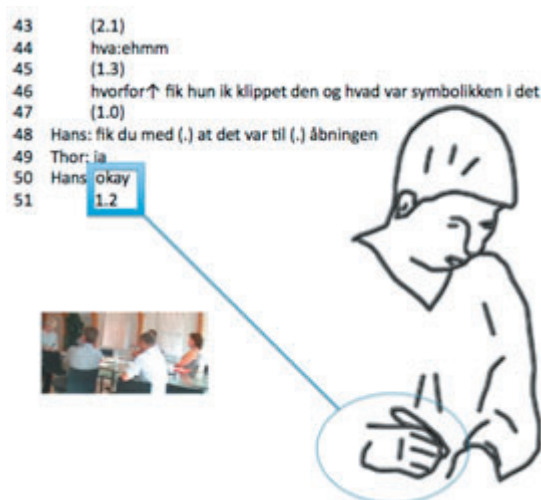 43 (2.1)
44 hva:ehmm
45 (1.3)
46 hvorfor↑ fik hun ik klippet den og hvad var symbolikken i det
47 (1.0)
48 Hans: fik du med (.) at det var til (.) åbningen
49 Thor: ja
50 Hans okay
51 1.2